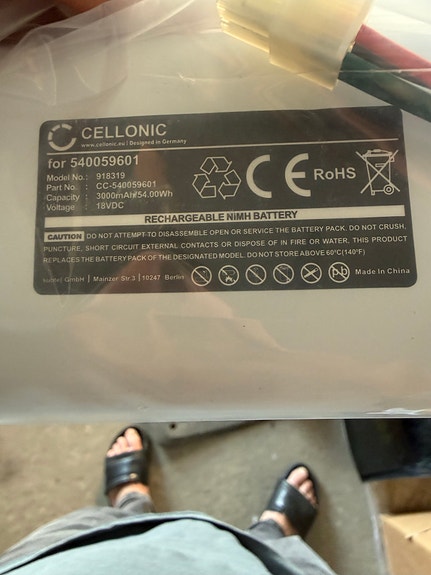 CELLONIC
www.cellonic.eu | Designed in Germany
for 540059601
Model No.: 918319
Part No. : CC-540059601
Capacity : 3000mAh/54.00Wh
Voltage : 18VDC
CE RoHS
RECHARGEABLE NiMH BATTERY
CAUTION DO NOT ATTEMPT TO DISASSEMBLE OPEN OR SERVICE THE BATTERY PACK. DO NOT CRUSH,
PUNCTURE, SHORT CIRCUIT EXTERNAL CONTACTS OR DISPOSE OF IN FIRE OR WATER. THIS PRODUCT
REPLACES THE BATTERY PACK OF THE DESIGNATED MODEL. DO NOT STORE ABOVE 60°C(140°F)
GmbH | Mainzer Str.3 | 10247 Berlin Pb Made in China